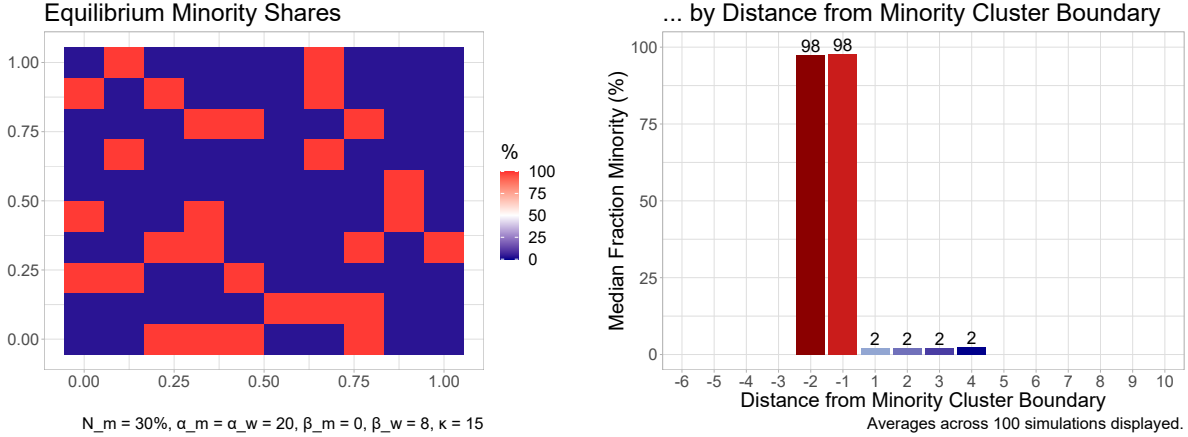 Equilibrium Minority Shares
1.00
0.75
0.50
0.25
0.00
0.00 0.25 0.50 0.75 1.00
%
100
75
50
25
0
N_m = 30%, α_m = α_w = 20, β_m = 0, β_w = 8, κ = 15
... by Distance from Minority Cluster Boundary
Median Fraction Minority (%)
100
75
50
25
0
98 98 2 2 2 2
-6 -5 -4 -3 -2 -1 1 2 3 4 5 6 7 8 9 10
Distance from Minority Cluster Boundary
Averages across 100 simulations displayed.